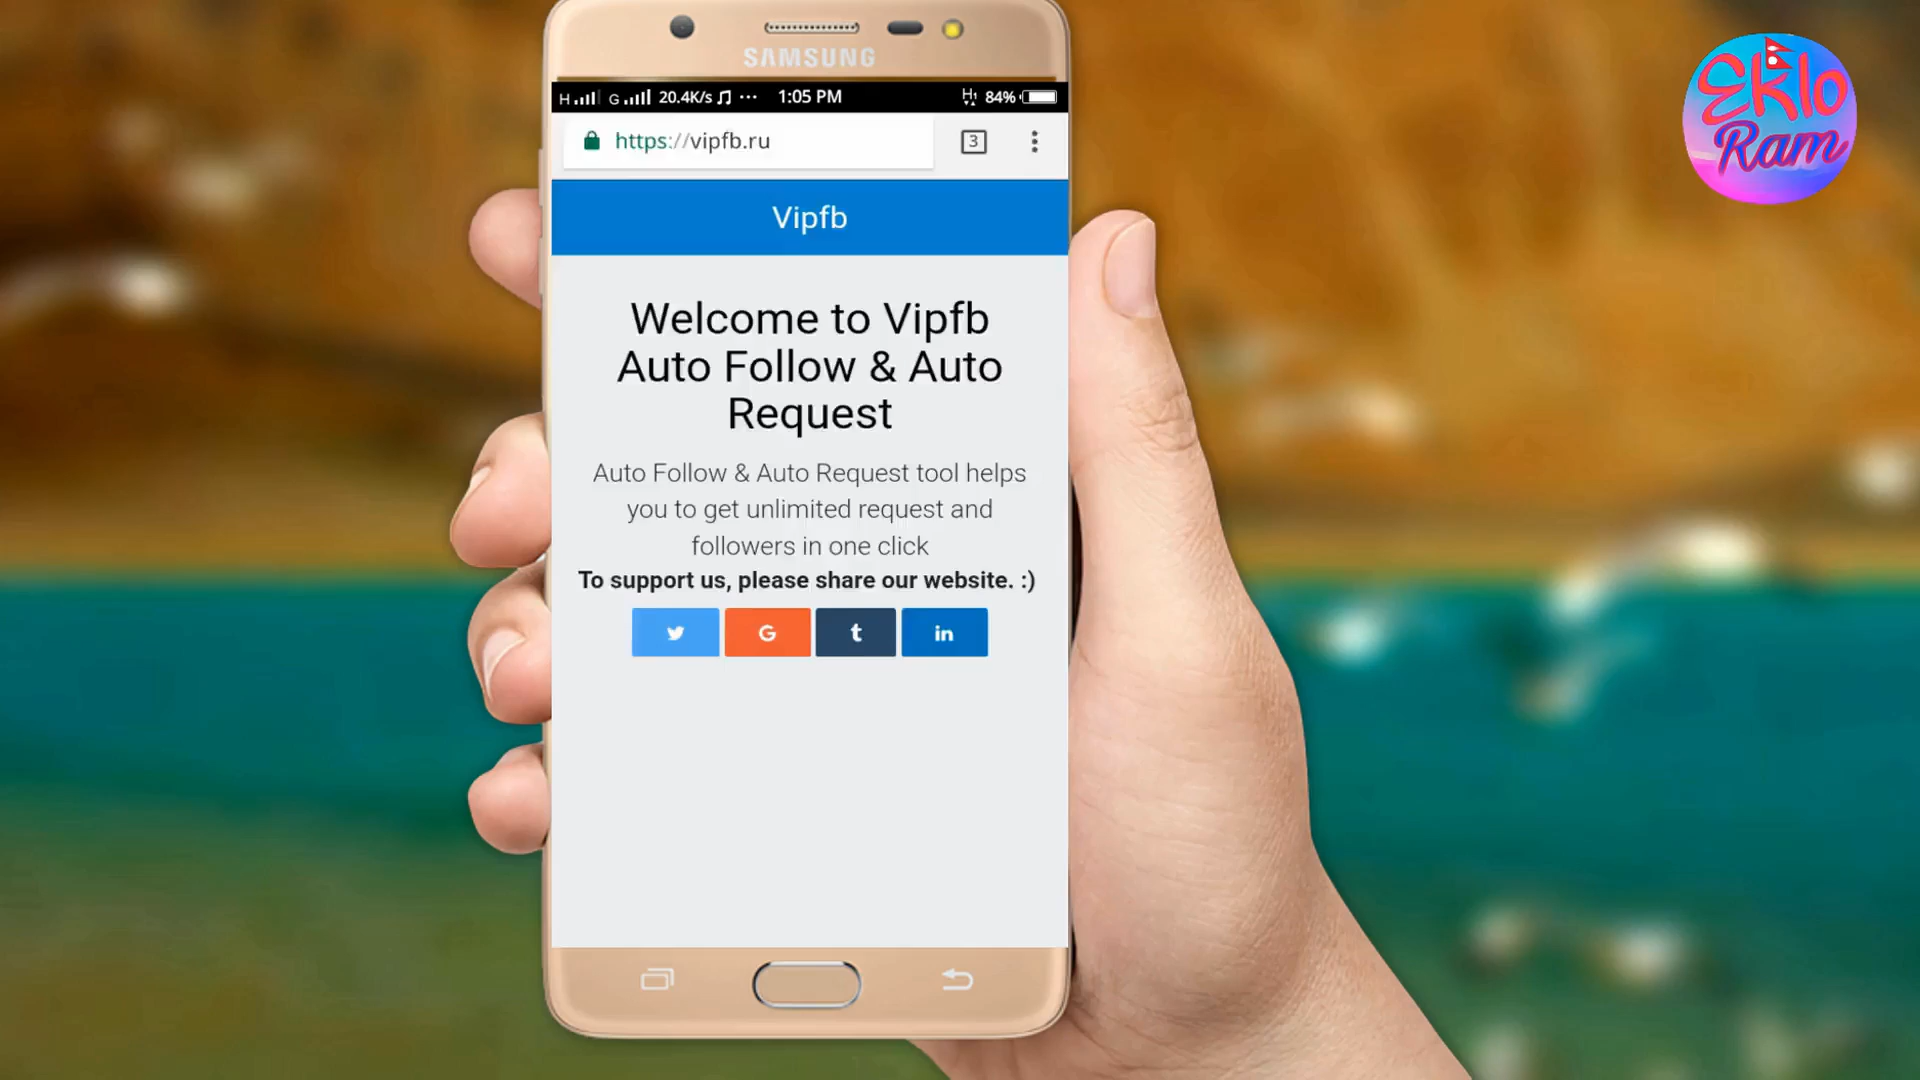 SAMSUNG
H G 20.4K/s ··· 1:05 PM H1 84%
https://vipfb.ru 3
Vipfb
Welcome to Vipfb
Auto Follow & Auto
Request
Auto Follow & Auto Request tool helps
you to get unlimited request and
followers in one click
To support us, please share our website. :)
G t in
Eklo
Ram